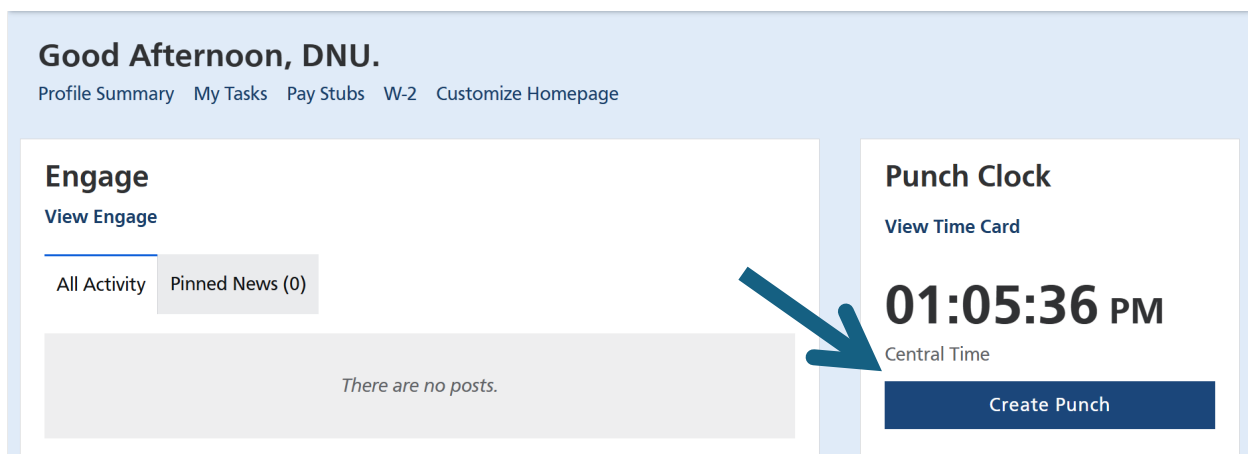 Good Afternoon, DNU.
Profile Summary My Tasks Pay Stubs W-2 Customize Homepage
Engage
View Engage
All Activity Pinned News (0)
There are no posts.
Punch Clock
View Time Card
01:05:36 PM
Central Time
Create Punch